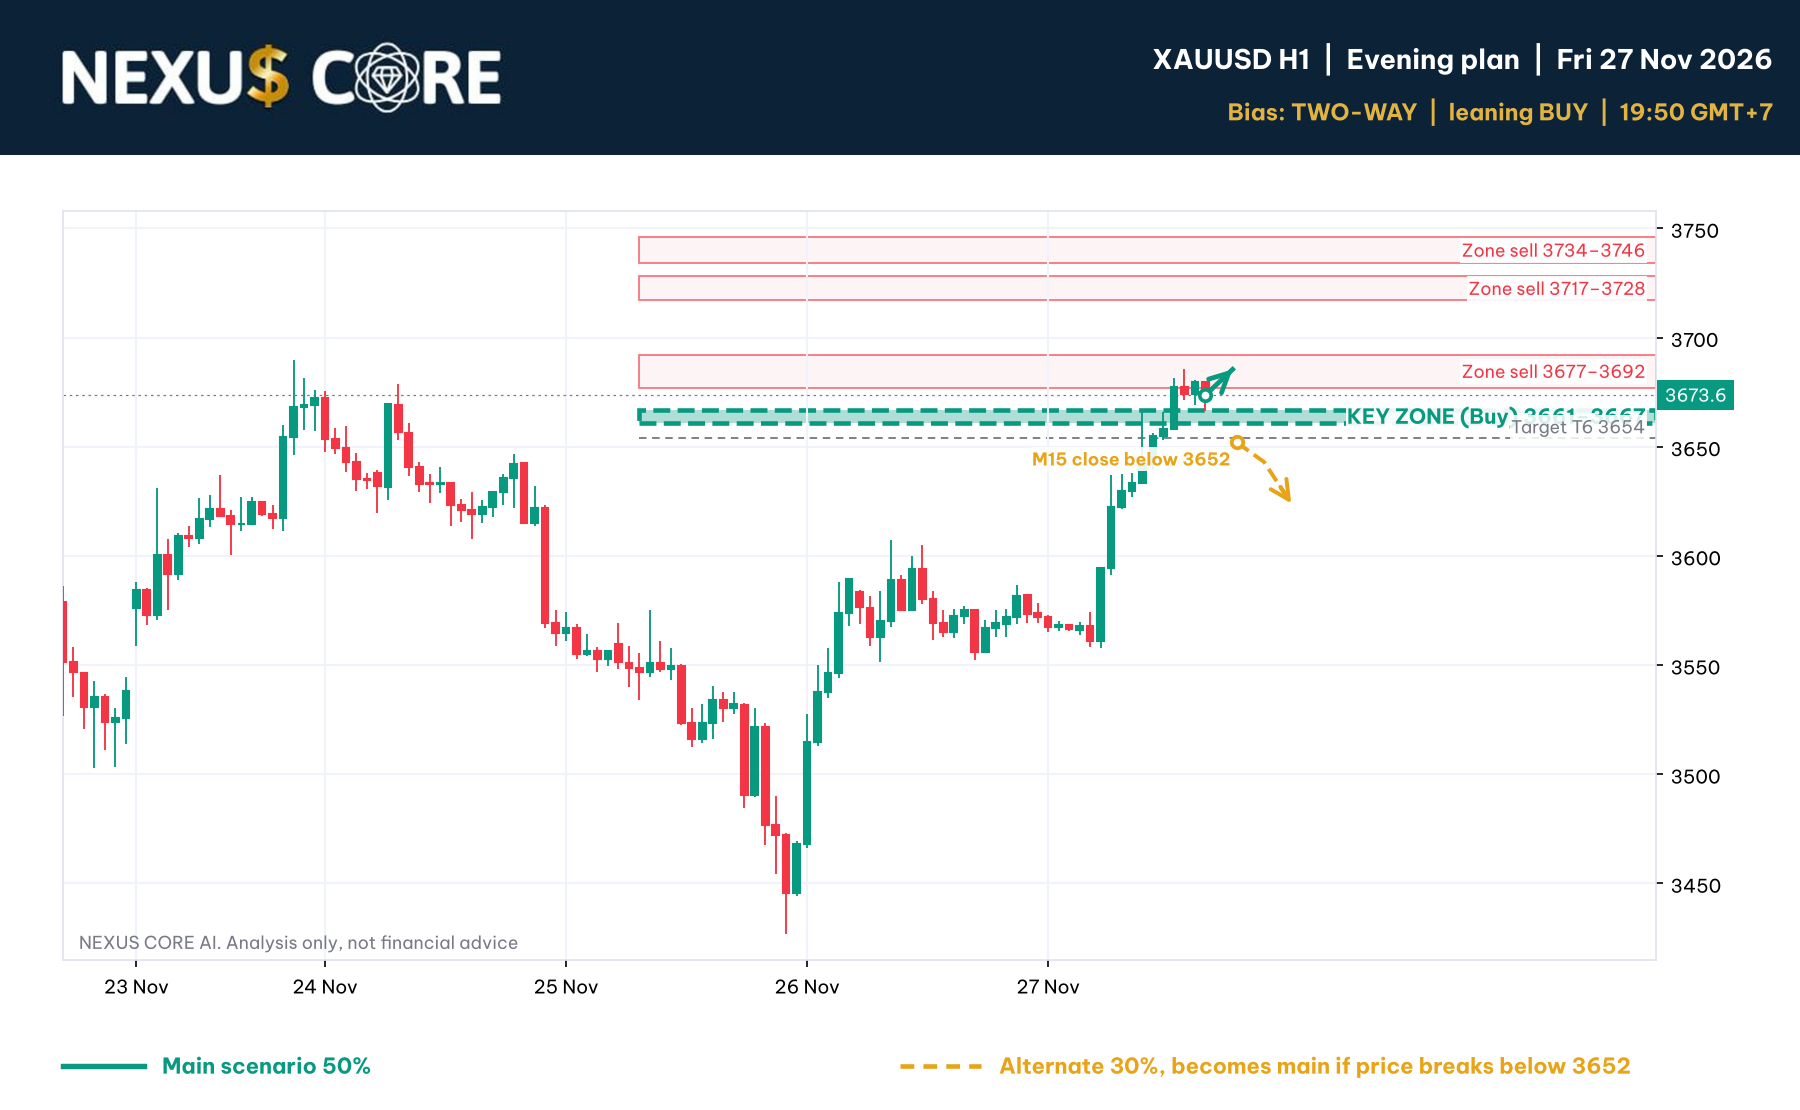 NEXU$ CORE
XAUUSD H1 | Evening plan | Fri 27 Nov 2026
Bias: TWO-WAY | leaning BUY | 19:50 GMT+7
3750
Zone sell 3734–3746
Zone sell 3717–3728
3700
Zone sell 3677–3692
3673.6
KEY ZONE (Buy) 3661–3667
Target T6 3654
3650
M15 close below 3652
3600
3550
3500
3450
NEXUS CORE AI. Analysis only, not financial advice
23 Nov
24 Nov
25 Nov
26 Nov
27 Nov
Main scenario 50%
Alternate 30%, becomes main if price breaks below 3652